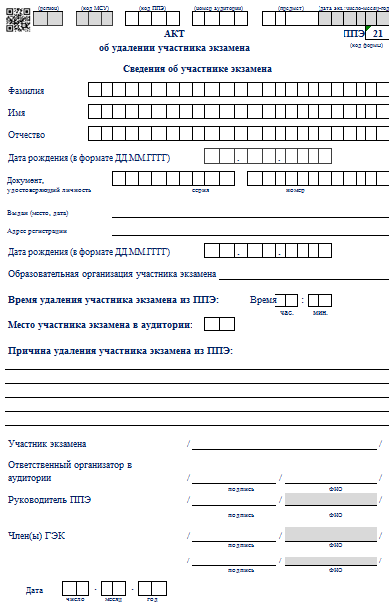 (регион) (код МСУ) (код ППЭ) (номер аудитории) (предмет) (дата экз.:число-месяц-год
АКТ ППЭ 21
об удалении участника экзамена (код формы)
Сведения об участнике экзамена
Фамилия
Имя
Отчество
Дата рождения (в формате ДД.ММ.ГГГГ) . .
Документ,
удостоверяющий личность серия номер
Выдан (место, дата)
Адрес регистрации
Дата рождения (в формате ДД.ММ.ГГГГ) . .
Образовательная организация участника экзамена
Время удаления участника экзамена из ППЭ: Время :
час. мин.
Место участника экзамена в аудитории:
Причина удаления участника экзамена из ППЭ:
Участник экзамена / / /
Ответственный организатор в
аудитории / / /
подпись ФИО
Руководитель ППЭ / / /
подпись ФИО
Член(ы) ГЭК / / /
подпись ФИО
/ / /
подпись ФИО
Дата . .
число месяц год